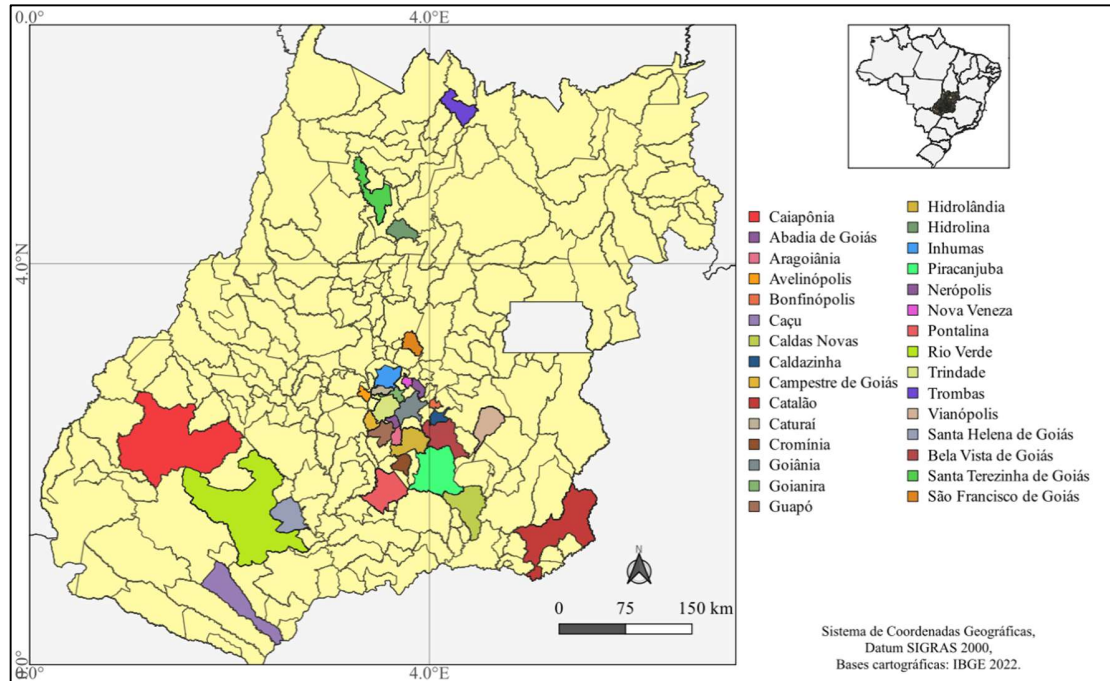 0.0°
4.0°E
4.0°N
Caiapônia
Abadia de Goiás
Aragoiânia
Avelinópolis
Bonfinópolis
Caçu
Caldas Novas
Caldazinha
Campestre de Goiás
Catalão
Caturaí
Cromínia
Goiânia
Goianira
Guapó
Hidrolândia
Hidrolina
Inhumas
Piracanjuba
Nerópolis
Nova Veneza
Pontalina
Rio Verde
Trindade
Trombas
Vianópolis
Santa Helena de Goiás
Bela Vista de Goiás
Santa Terezinha de Goiás
São Francisco de Goiás
N
0 75 150 km
Sistema de Coordenadas Geográficas,
Datum SIGRAS 2000,
Bases cartográficas: IBGE 2022.
4.0°E